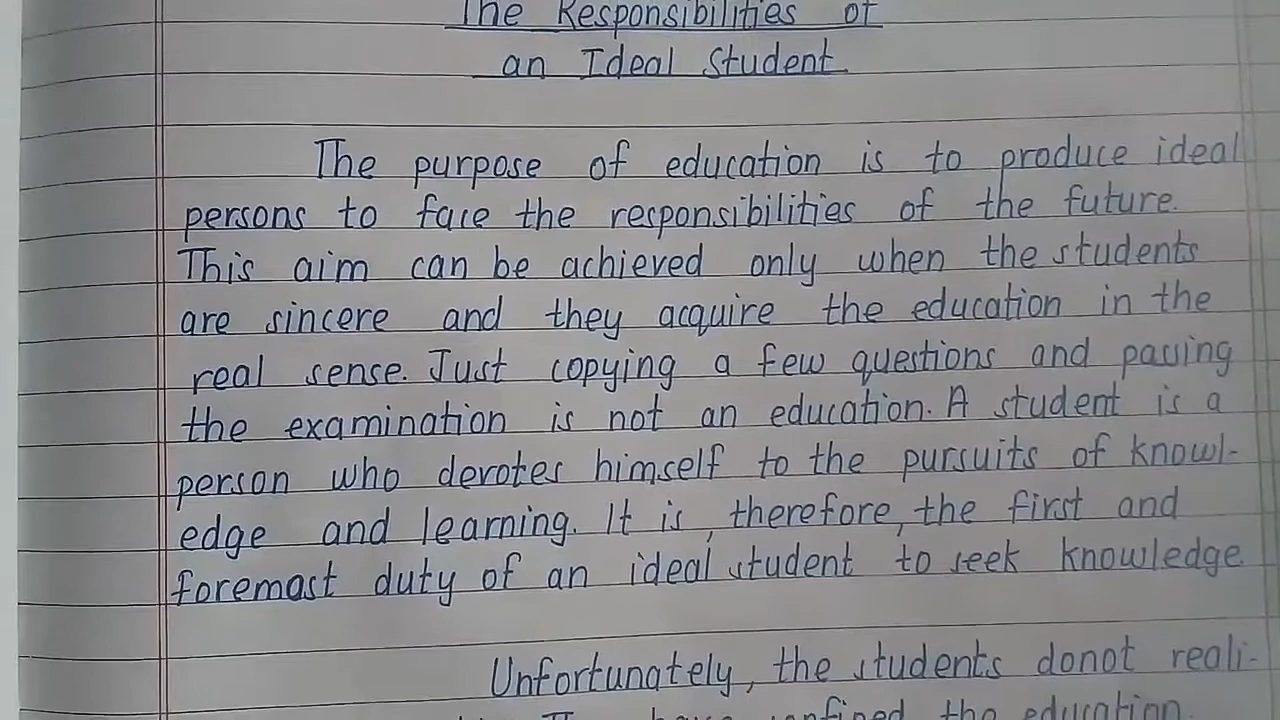 The Responsibilities of
an Ideal Student
The purpose of education is to produce ideal
persons to face the responsibilities of the future.
This aim can be achieved only when the students
are sincere and they acquire the education in the
real sense. Just copying a few questions and passing
the examination is not an education. A student is a
person who devotes himself to the pursuits of knowl-
edge and learning. It is, therefore, the first and
foremost duty of an ideal student to seek knowledge.
Unfortunately, the students donot reali-
have confined the education